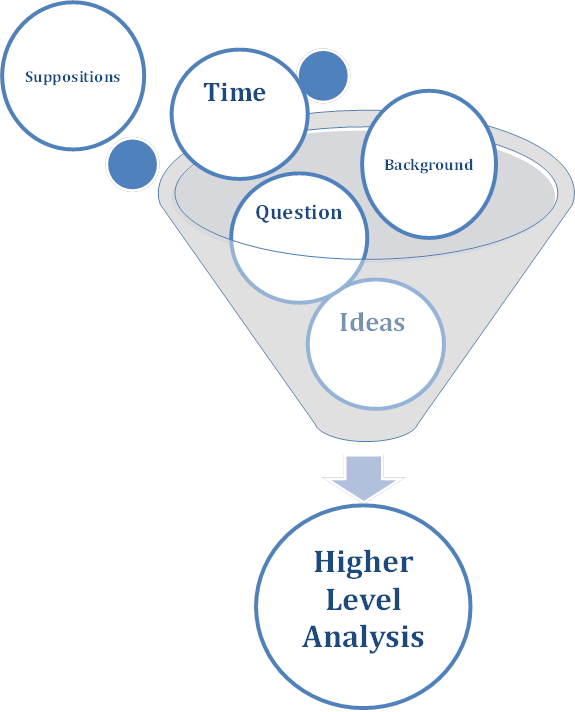 Suppositions
Time
Background
Question
Ideas
Higher
Level
Analysis